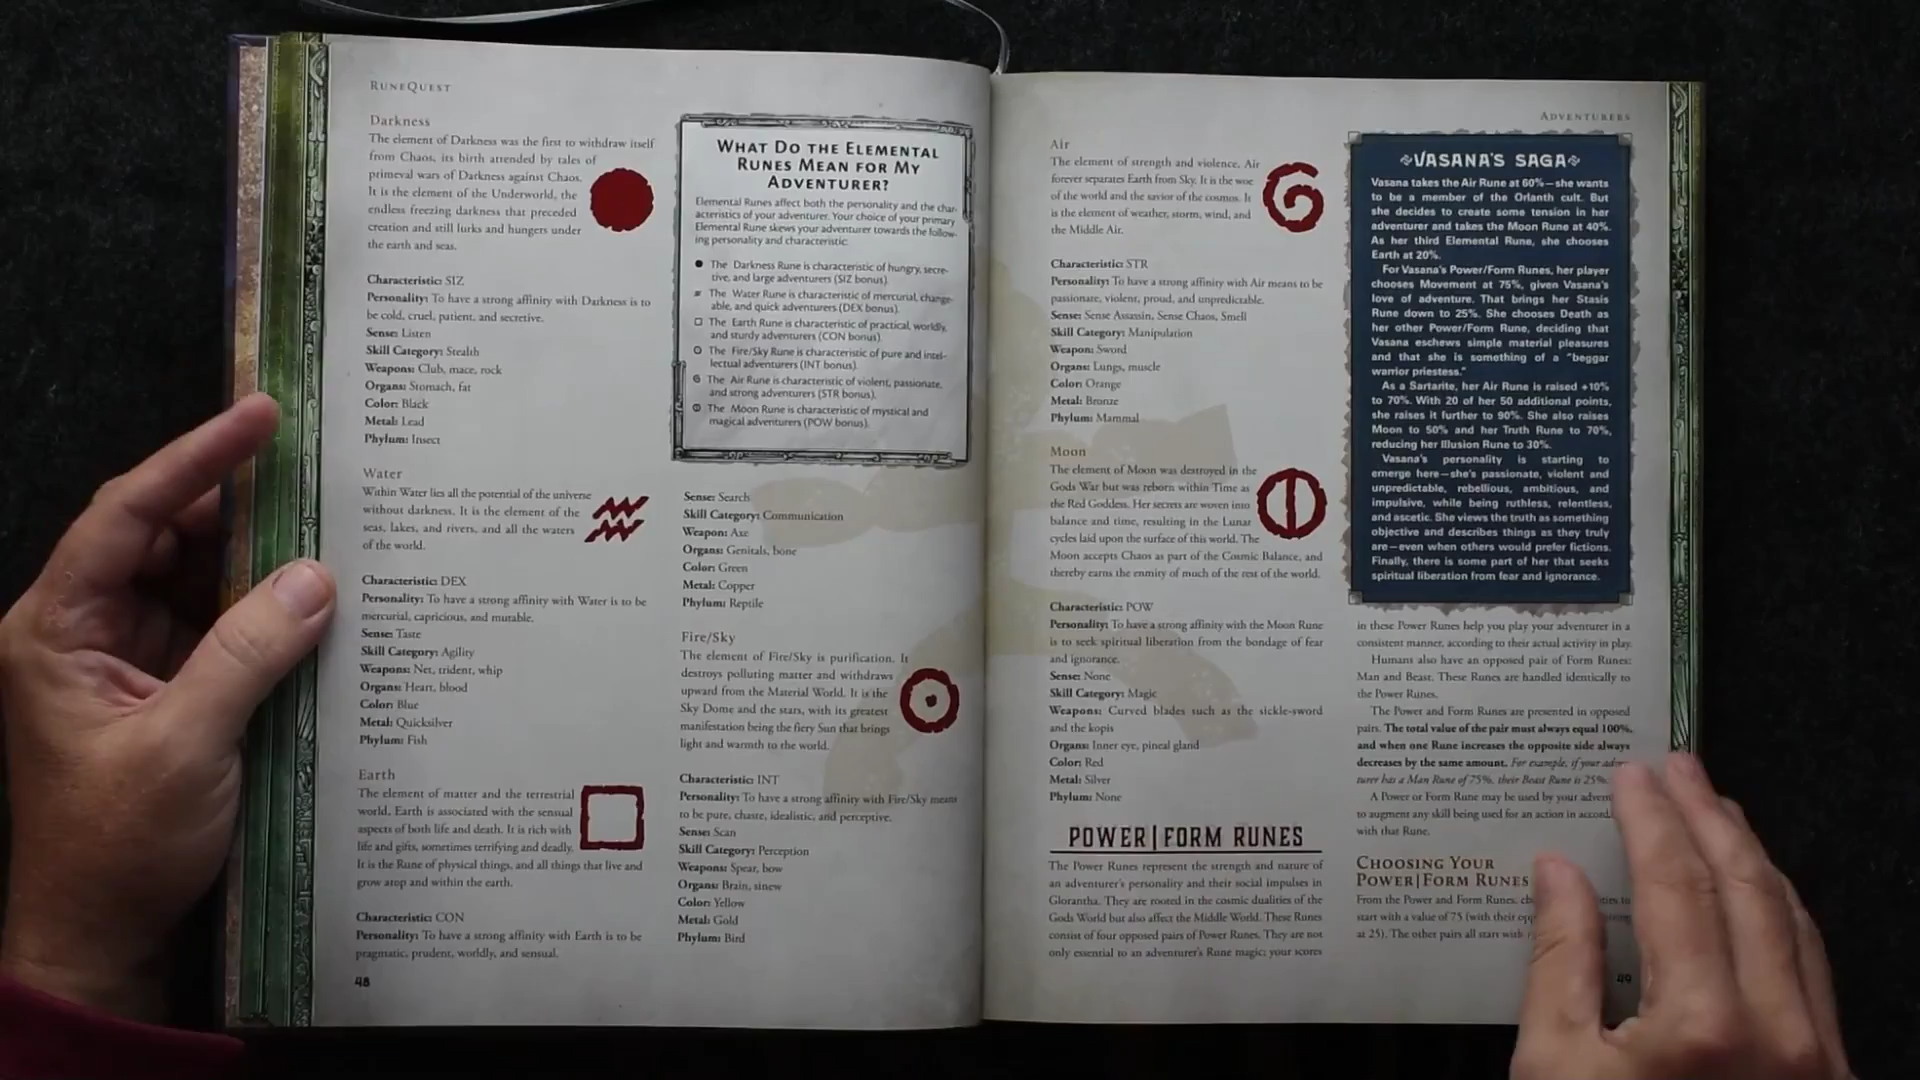 RUNEQUEST
Darkness
The element of Darkness was the first to withdraw itself
from Chaos, its birth attended by tales of
primeval wars of Darkness against Chaos.
It is the element of the Underworld, the
endless freezing darkness that preceded
creation and still lurks and hungers under
the earth and seas.
Characteristic: SIZ
Personality: To have a strong affinity with Darkness is to
be cold, cruel, patient, and secretive.
Sense: Listen
Skill Category: Stealth
Weapons: Club, mace, rock
Organs: Stomach, fat
Color: Black
Metal: Lead
Phylum: Insect
Water
Within Water lies all the potential of the universe
without darkness. It is the element of the
seas, lakes, and rivers, and all the waters
of the world.
Characteristic: DEX
Personality: To have a strong affinity with Water is to be
mercurial, capricious, and mutable.
Sense: Taste
Skill Category: Agility
Weapons: Net, trident, whip
Organs: Heart, blood
Color: Blue
Metal: Quicksilver
Phylum: Fish
Earth
The element of matter and the terrestrial
world. Earth is associated with the sensual
aspects of both life and death. It is rich with
life and gifts, sometimes terrifying and deadly.
It is the Rune of physical things, and all things that live and
grow atop and within the earth.
Characteristic: CON
Personality: To have a strong affinity with Earth is to be
pragmatic, prudent, worldly, and sensual.
48
WHAT DO THE ELEMENTAL
RUNES MEAN FOR MY
ADVENTURER?
Elemental Runes affect both the personality and the char-
acteristics of your adventurer. Your choice of your primary
Elemental Rune skews your adventurer towards the follow-
ing personality and characteristic:
The Darkness Rune is characteristic of hungry, secre-
tive, and large adventurers (SIZ bonus).
The Water Rune is characteristic of mercurial, change-
able, and quick adventurers (DEX bonus).
The Earth Rune is characteristic of practical, worldly,
and sturdy adventurers (CON bonus).
The Fire/Sky Rune is characteristic of pure and intel-
lectual adventurers (INT bonus).
The Air Rune is characteristic of violent, passionate,
and strong adventurers (STR bonus).
The Moon Rune is characteristic of mystical and
magical adventurers (POW bonus).
Sense: Search
Skill Category: Communication
Weapon: Axe
Organs: Genitals, bone
Color: Green
Metal: Copper
Phylum: Reptile
Fire/Sky
The element of Fire/Sky is purification. It
destroys polluting matter and withdraws
upward from the Material World. It is the
Sky Dome and the stars, with its greatest
manifestation being the fiery Sun that brings
light and warmth to the world.
Characteristic: INT
Personality: To have a strong affinity with Fire/Sky means
to be pure, chaste, idealistic, and perceptive.
Sense: Scan
Skill Category: Perception
Weapons: Spear, bow
Organs: Brain, sinew
Color: Yellow
Metal: Gold
Phylum: Bird
ADVENTURERS
Air
The element of strength and violence. Air
forever separates Earth from Sky. It is the woe
of the world and the savior of the cosmos. It
is the element of weather, storm, wind, and
the Middle Air.
Characteristic: STR
Personality: To have a strong affinity with Air means to be
passionate, violent, proud, and unpredictable.
Sense: Sense Assassin, Sense Chaos, Smell
Skill Category: Manipulation
Weapon: Sword
Organs: Lungs, muscle
Color: Orange
Metal: Bronze
Phylum: Mammal
Moon
The element of Moon was destroyed in the
Gods War but was reborn within Time as
the Red Goddess. Her secrets are woven into
balance and time, resulting in the Lunar
cycles laid upon the surface of this world. The
Moon accepts Chaos as part of the Cosmic Balance, and
thereby earns the enmity of much of the rest of the world.
Characteristic: POW
Personality: To have a strong affinity with the Moon Rune
is to seek spiritual liberation from the bondage of fear
and ignorance.
Sense: None
Skill Category: Magic
Weapons: Curved blades such as the sickle-sword
and the kopis
Organs: Inner eye, pineal gland
Color: Red
Metal: Silver
Phylum: None
POWER|FORM RUNES
The Power Runes represent the strength and nature of
an adventurer's personality and their social impulses in
Glorantha. They are rooted in the cosmic dualities of the
Gods World but also affect the Middle World. These Runes
consist of four opposed pairs of Power Runes. They are not
only essential to an adventurer's Rune magic; your scores
VASANA'S SAGA
Vasana takes the Air Rune at 60%—she wants
to be a member of the Orlanth cult. But
she decides to create some tension in her
adventurer and takes the Moon Rune at 40%.
As her third Elemental Rune, she chooses
Earth at 20%.
For Vasana's Power/Form Runes, her player
chooses Movement at 75%, given Vasana's
love of adventure. That brings her Stasis
Rune down to 25%. She chooses Death as
her other Power/Form Rune, deciding that
Vasana eschews simple material pleasures
and that she is something of a "beggar
warrior priestess."
As a Sartarite, her Air Rune is raised +10%
to 70%. With 20 of her 50 additional points,
she raises it further to 90%. She also raises
Moon to 50% and her Truth Rune to 70%,
reducing her Illusion Rune to 30%.
Vasana's personality is starting to
emerge here—she's passionate, violent and
unpredictable, rebellious, ambitious, and
impulsive, while being ruthless, relentless,
and ascetic. She views the truth as something
objective and describes things as they truly
are—even when others would prefer fictions.
Finally, there is some part of her that seeks
spiritual liberation from fear and ignorance.
in these Power Runes help you play your adventurer in a
consistent manner, according to their actual activity in play.
Humans also have an opposed pair of Form Runes:
Man and Beast. These Runes are handled identically to
the Power Runes.
The Power and Form Runes are presented in opposed
pairs. The total value of the pair must always equal 100%,
and when one Rune increases the opposite side always
decreases by the same amount. For example, if your adven-
turer has a Man Rune of 75%, their Beast Rune is 25%.
A Power or Form Rune may be used by your
to augment any skill being used for an action in
with that Rune.
CHOOSING YOUR
POWER|FORM RUNES
From the Power and Form Runes, to
start with a value of 75 (with their
at 25). The other pairs all start with
49